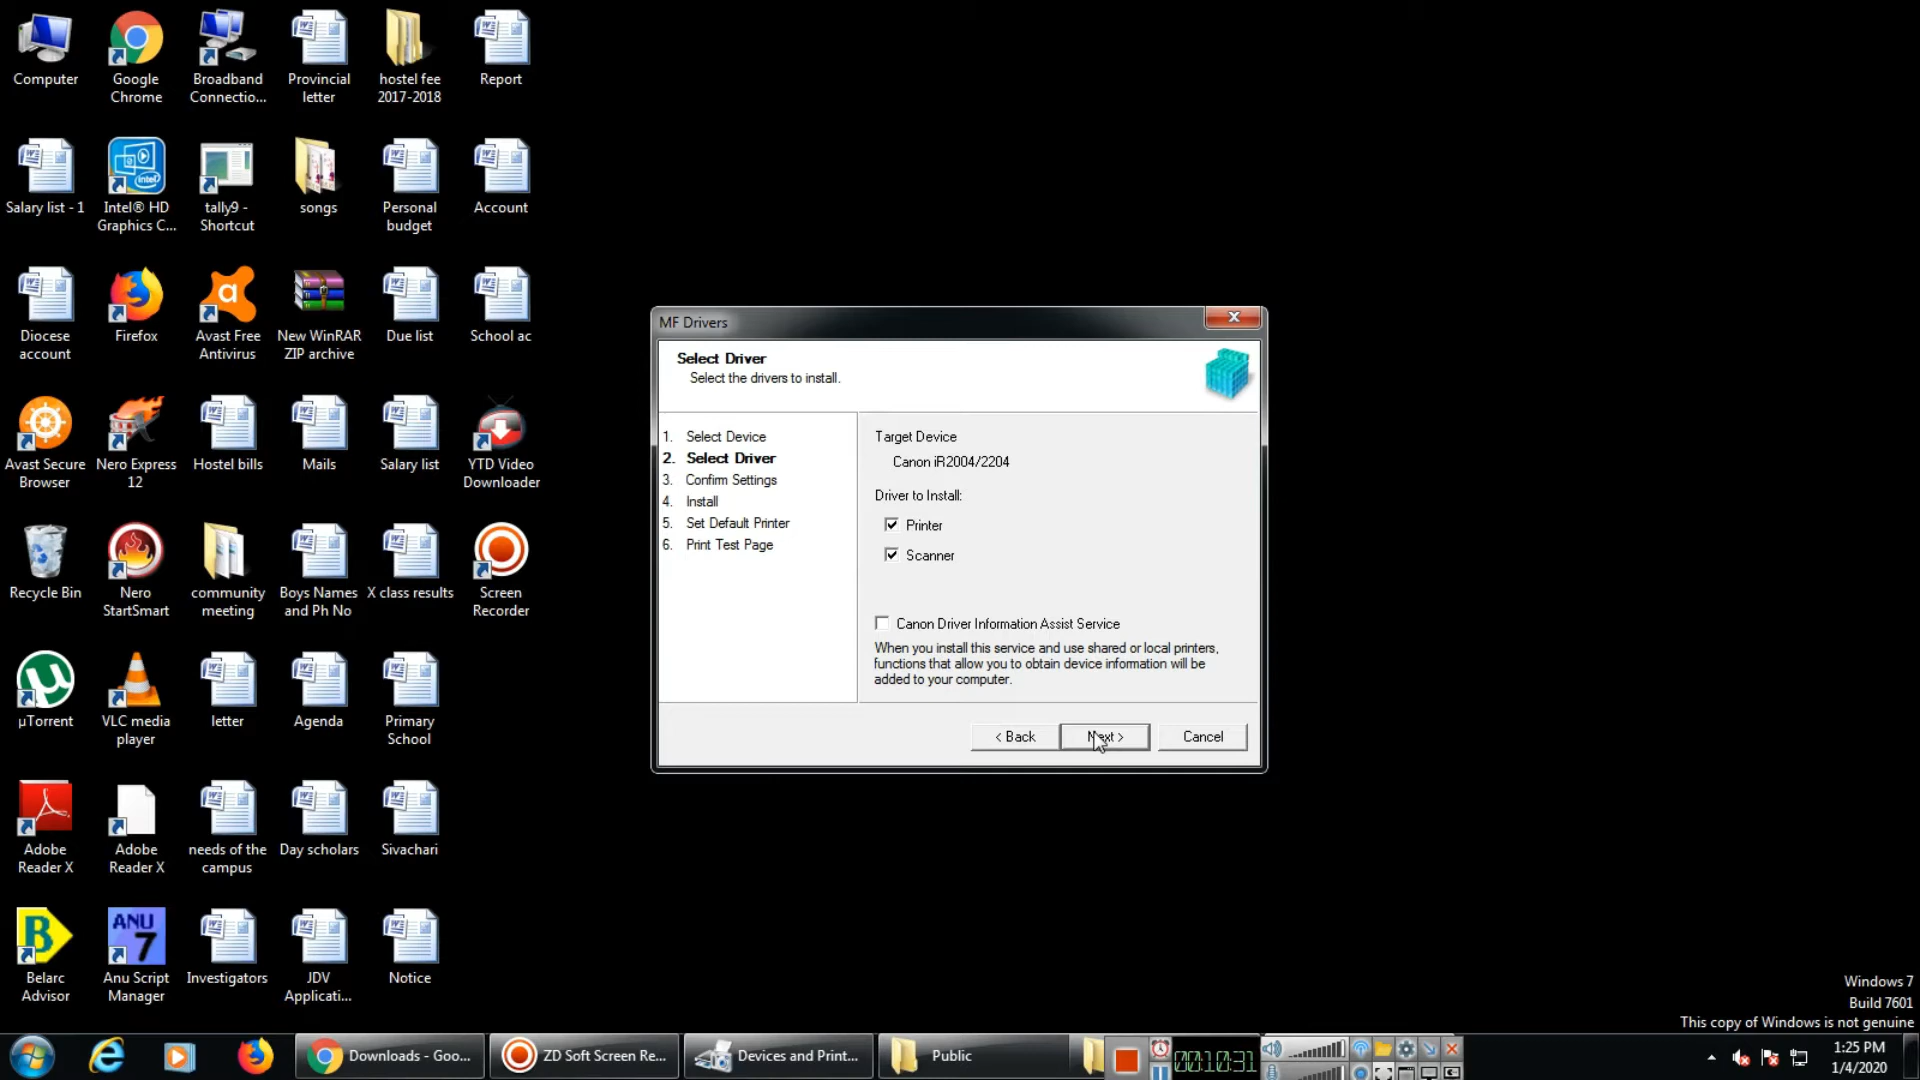 Computer
Google
Chrome
Broadband
Connectio...
Provincial
letter
hostel fee
2017-2018
Report
Salary list - 1
Intel® HD
Graphics C...
tally9 -
Shortcut
songs
Personal
budget
Account
Diocese
account
Firefox
Avast Free
Antivirus
New WinRAR
ZIP archive
Due list
School ac
Avast Secure
Browser
Nero Express
12
Hostel bills
Mails
Salary list
YTD Video
Downloader
Recycle Bin
Nero
StartSmart
community
meeting
Boys Names
and Ph No
X class results
Screen
Recorder
µTorrent
VLC media
player
letter
Agenda
Primary
School
Adobe
Reader X
Adobe
Reader X
needs of the
campus
Day scholars
Sivachari
Belarc
Advisor
ANU
7
Anu Script
Manager
Investigators
JDV
Applicati...
Notice
MF Drivers
Select Driver
Select the drivers to install.
1. Select Device
2. Select Driver
3. Confirm Settings
4. Install
5. Set Default Printer
6. Print Test Page
Target Device
Canon iR2004/2204
Driver to Install:
Printer
Scanner
Canon Driver Information Assist Service
When you install this service and use shared or local printers,
functions that allow you to obtain device information will be
added to your computer.
< Back
Next >
Cancel
Windows 7
Build 7601
This copy of Windows is not genuine
Downloads - Goo...
ZD Soft Screen Re...
Devices and Print...
Public
00:10:31
1:25 PM
1/4/2020